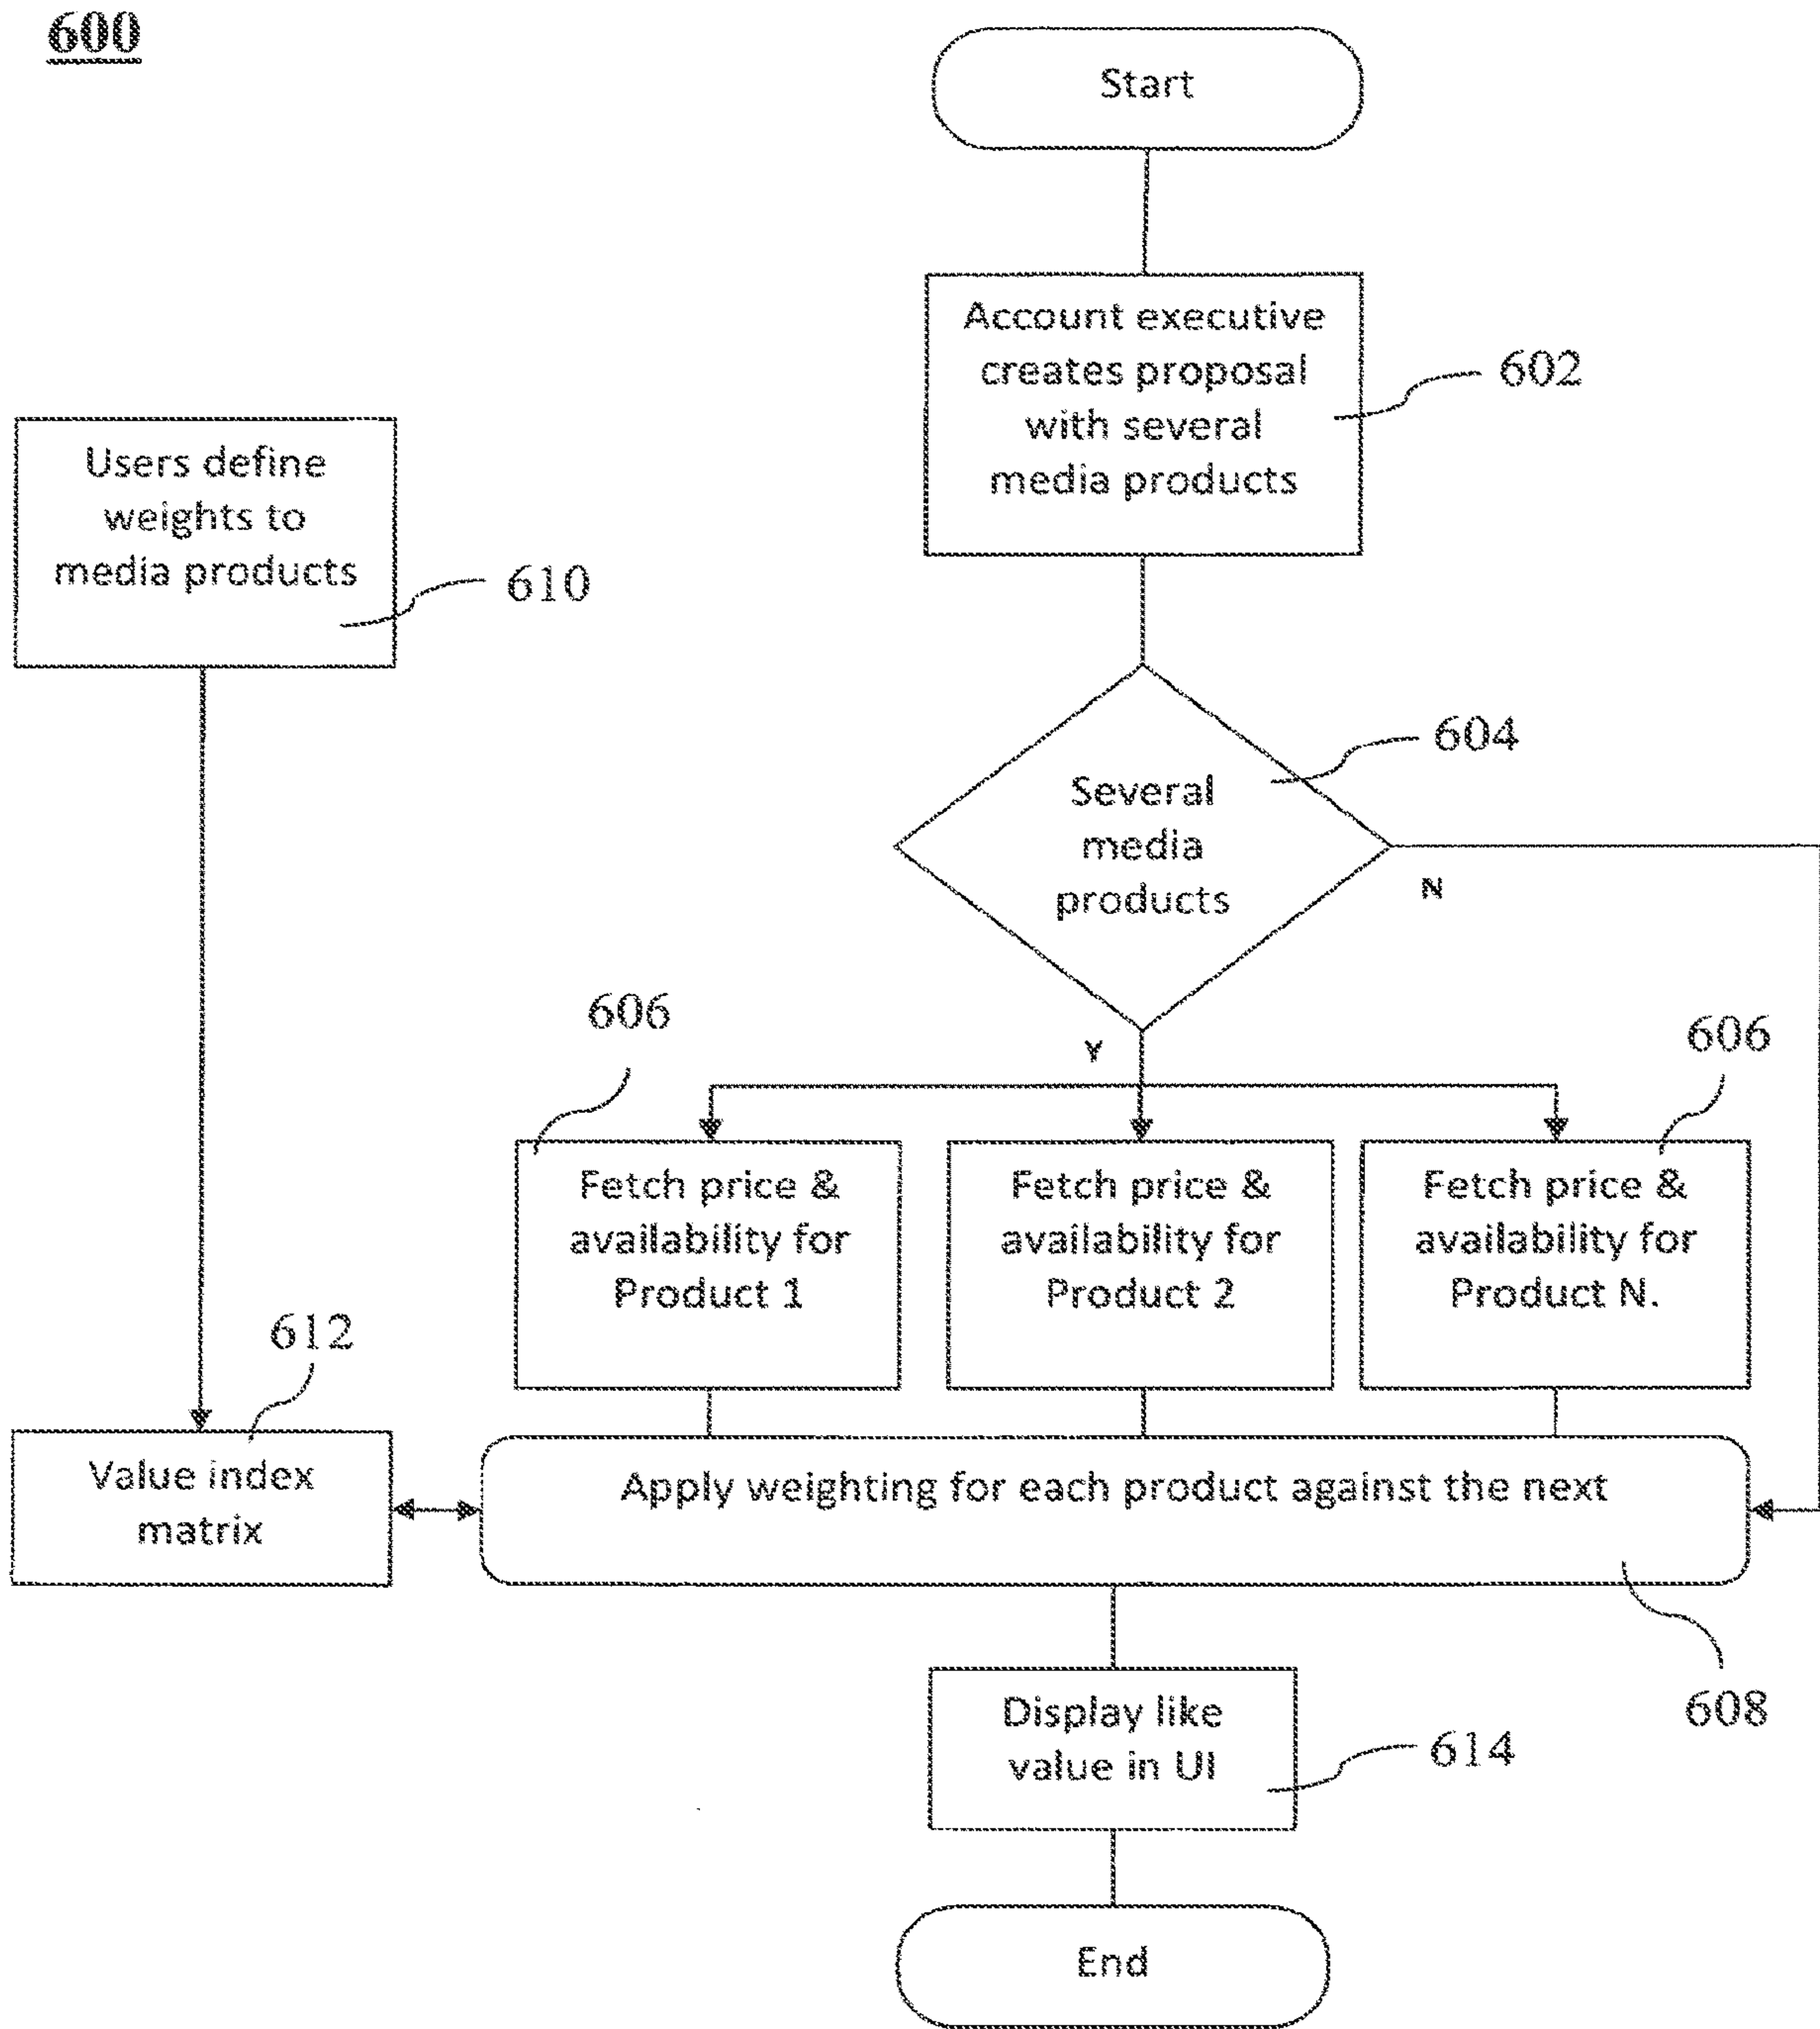 600
Start
Account executive
creates proposal
with several
media products
602
Users define
weights to
media products
610
604
Several
media
products
N
Y
606
606
Fetch price &
availability for
Product 1
Fetch price &
availability for
Product 2
Fetch price &
availability for
Product N.
612
Value index
matrix
Apply weighting for each product against the next
608
Display like
value in UI
614
End